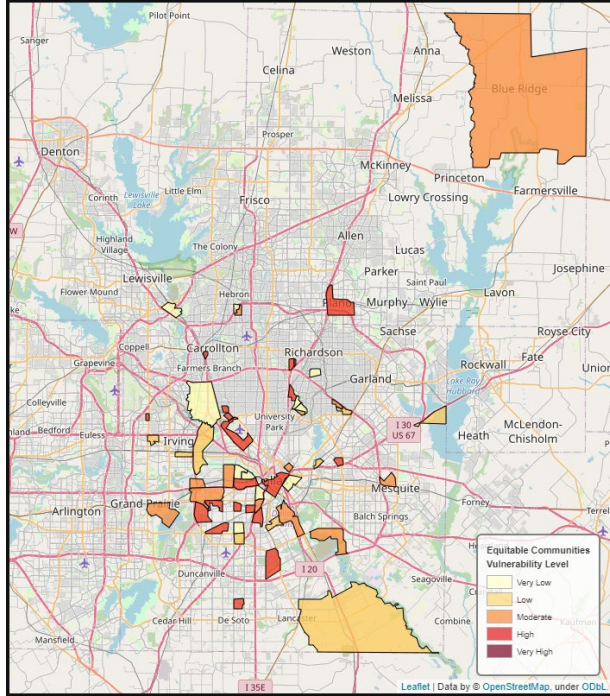 Pilot Point
Sanger
Weston
Anna
Celina
Blue Ridge
Melissa
Prosper
Denton
McKinney
Princeton
Farmersville
Little Elm
Lewisville
Lake
Corinth
Frisco
Lowry Crossing
Highland
Village
The Colony
Allen
Lucas
Josephine
Lewisville
Parker
Saint Paul
Flower Mound
Hebron
Murphy
Wylie
Lavon
Sachse
Royse City
Coppell
Carrollton
Richardson
Fate
Grapevine
Farmers Branch
Rockwall
Garland
Lake Ray
Hubbard
Colleyville
University
Park
I 30
US 67
Heath
McLendon-
Chisholm
Bedford
Euless
Irving
Mesquite
Grand Prairie
Forney
Arlington
Balch Springs
Duncanville
I 20
Seagoville
Lancaster
Combine
Cedar Hill
De Soto
Mansfield
I 35E
Equitable Communities
Vulnerability Level
Very Low
Low
Moderate
High
Very High
Leaflet | Data by © OpenStreetMap, under ODbL.